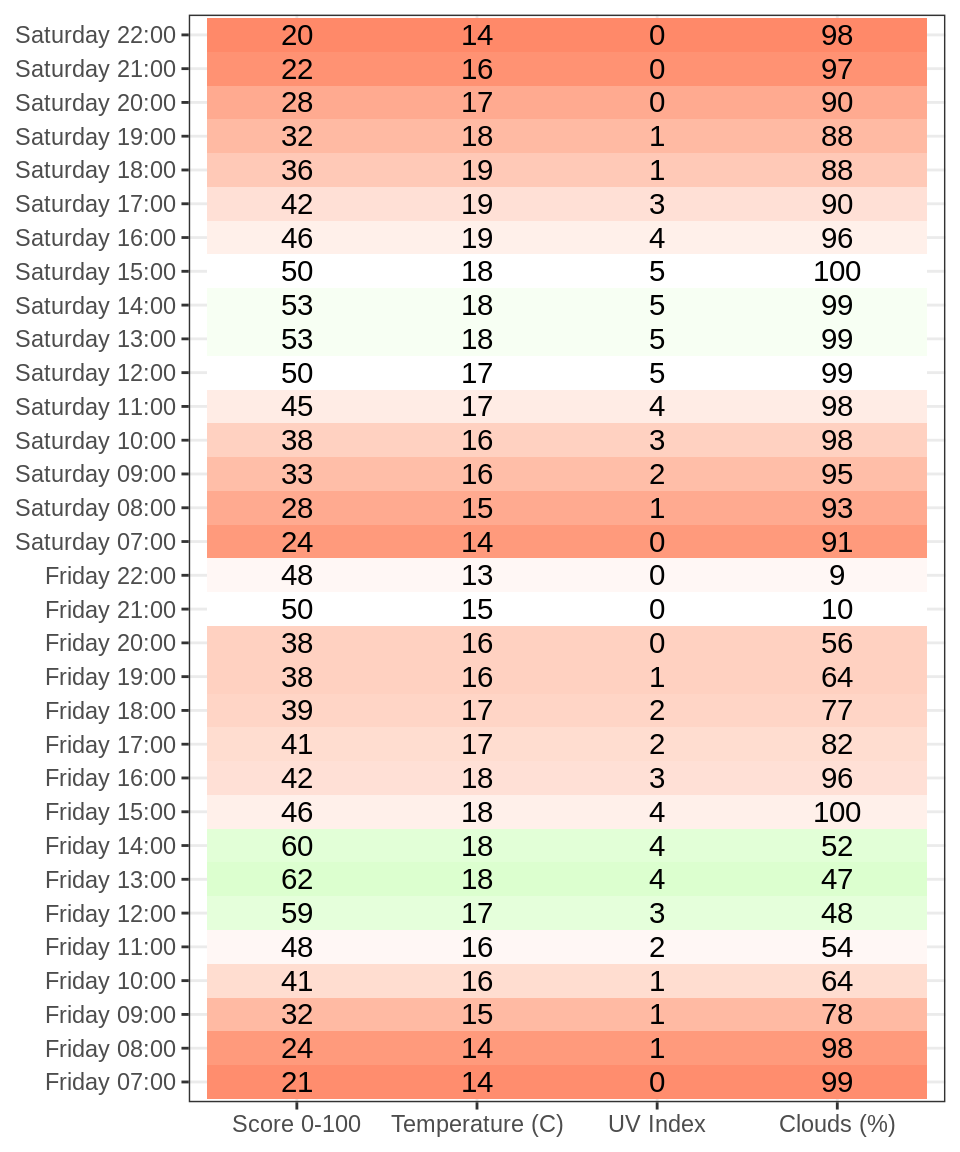 Saturday 22:00 20 14 0 98
Saturday 21:00 22 16 0 97
Saturday 20:00 28 17 0 90
Saturday 19:00 32 18 1 88
Saturday 18:00 36 19 1 88
Saturday 17:00 42 19 3 90
Saturday 16:00 46 19 4 96
Saturday 15:00 50 18 5 100
Saturday 14:00 53 18 5 99
Saturday 13:00 53 18 5 99
Saturday 12:00 50 17 5 99
Saturday 11:00 45 17 4 98
Saturday 10:00 38 16 3 98
Saturday 09:00 33 16 2 95
Saturday 08:00 28 15 1 93
Saturday 07:00 24 14 0 91
Friday 22:00 48 13 0 9
Friday 21:00 50 15 0 10
Friday 20:00 38 16 0 56
Friday 19:00 38 16 1 64
Friday 18:00 39 17 2 77
Friday 17:00 41 17 2 82
Friday 16:00 42 18 3 96
Friday 15:00 46 18 4 100
Friday 14:00 60 18 4 52
Friday 13:00 62 18 4 47
Friday 12:00 59 17 3 48
Friday 11:00 48 16 2 54
Friday 10:00 41 16 1 64
Friday 09:00 32 15 1 78
Friday 08:00 24 14 1 98
Friday 07:00 21 14 0 99
Score 0-100 Temperature (C) UV Index Clouds (%)